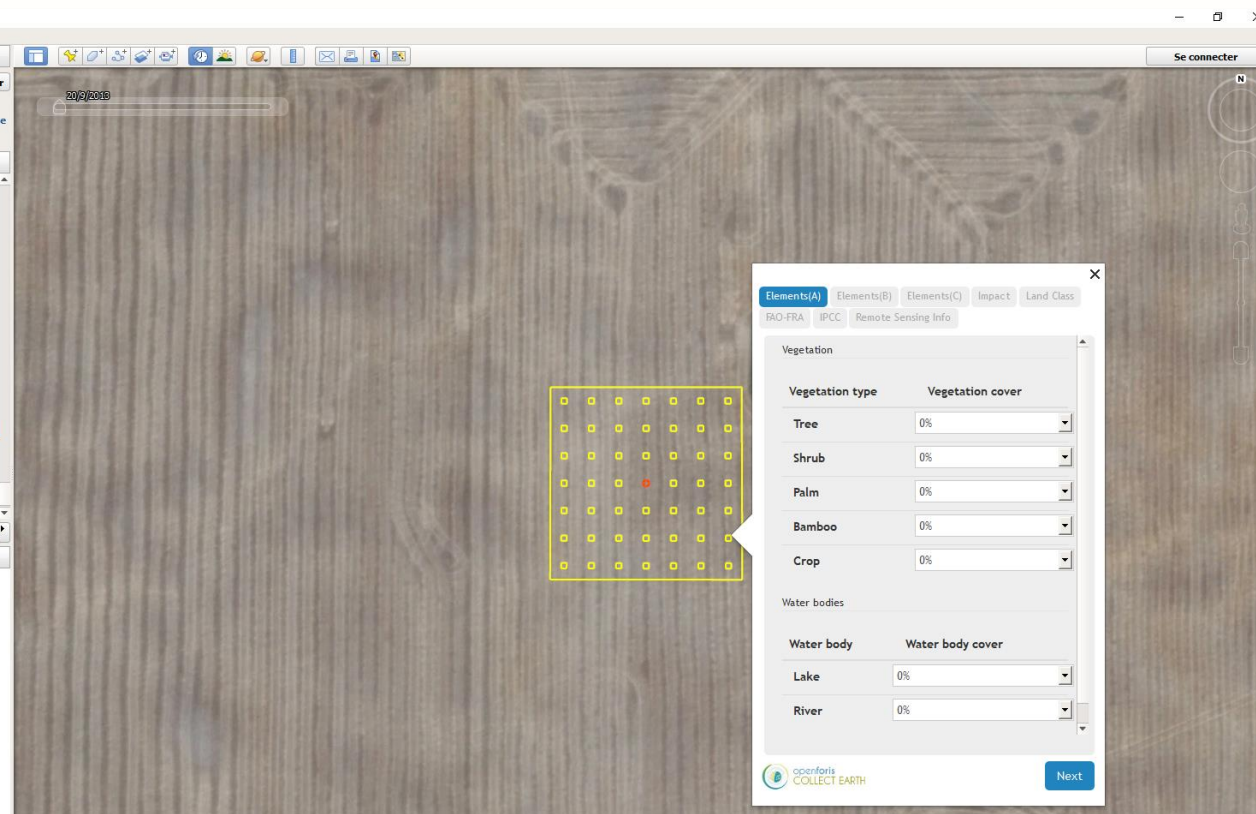 Se connecter
r
20/9/2013
N
e
Elements(A) Elements(B) Elements(C) Impact Land Class
FAO-FRA IPCC Remote Sensing Info
Vegetation
Vegetation type Vegetation cover
Tree 0%
Shrub 0%
Palm 0%
Bamboo 0%
Crop 0%
Water bodies
Water body Water body cover
Lake 0%
River 0%
openforis
COLLECT EARTH
Next